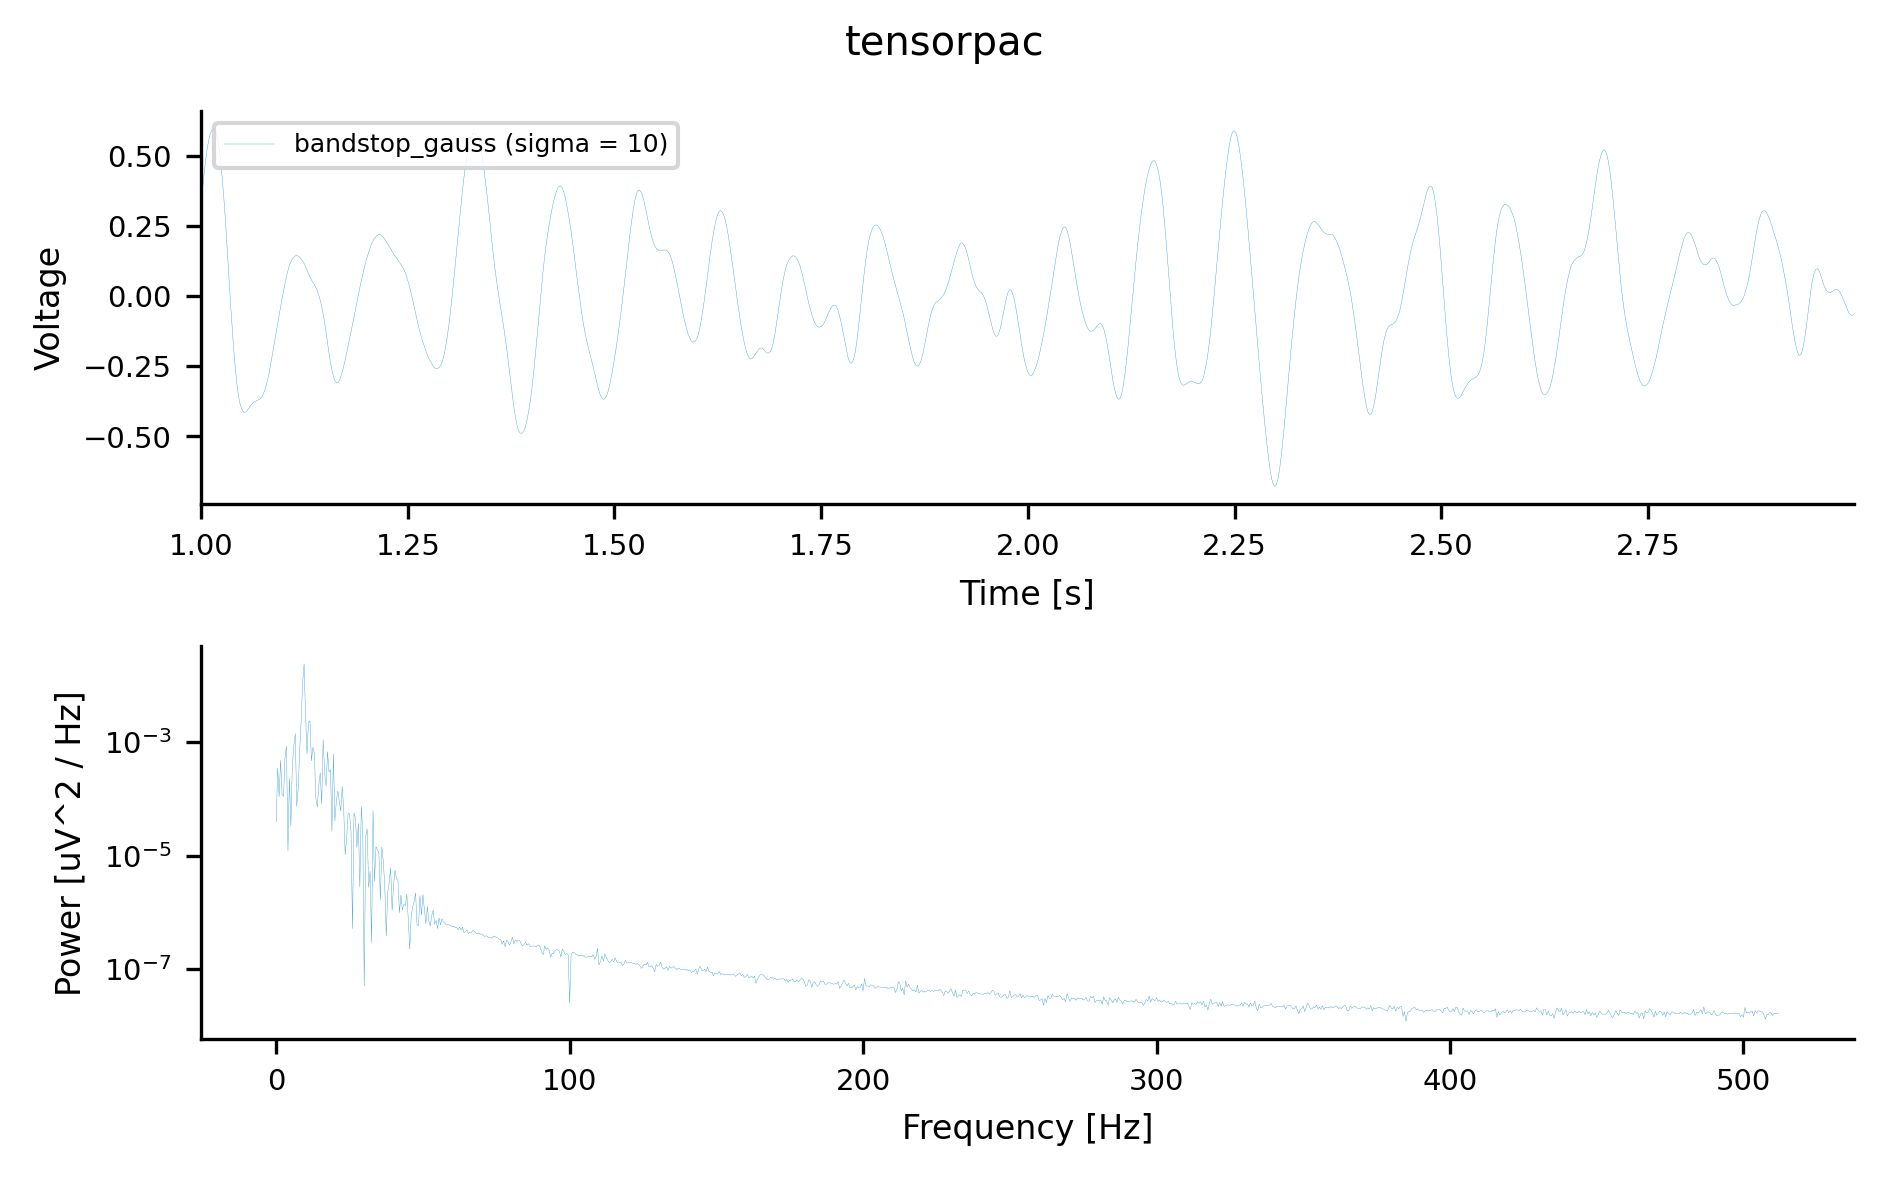 tensorpac
bandstop_gauss (sigma = 10)
Voltage
0.50
0.25
0.00
−0.25
−0.50
1.00 1.25 1.50 1.75 2.00 2.25 2.50 2.75
Time [s]
Power [uV^2 / Hz]
10⁻³
10⁻⁵
10⁻⁷
0 100 200 300 400 500
Frequency [Hz]